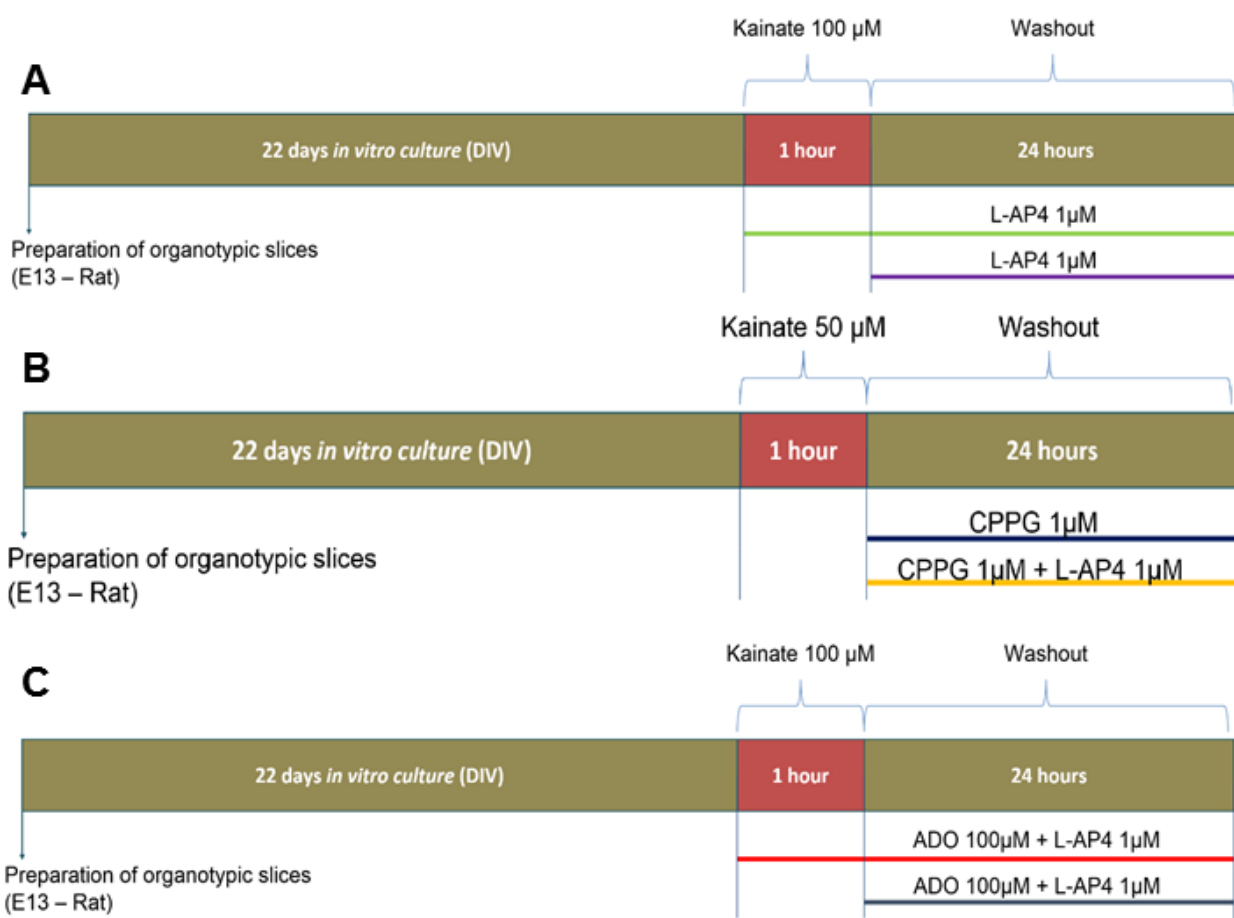 Kainate 100 µM Washout
A
22 days in vitro culture (DIV) 1 hour 24 hours
L-AP4 1µM
Preparation of organotypic slices
(E13 – Rat)
L-AP4 1µM
Kainate 50 µM Washout
B
22 days in vitro culture (DIV) 1 hour 24 hours
CPPG 1µM
Preparation of organotypic slices
(E13 – Rat)
CPPG 1µM + L-AP4 1µM
Kainate 100 µM Washout
C
22 days in vitro culture (DIV) 1 hour 24 hours
ADO 100µM + L-AP4 1µM
Preparation of organotypic slices
(E13 – Rat)
ADO 100µM + L-AP4 1µM